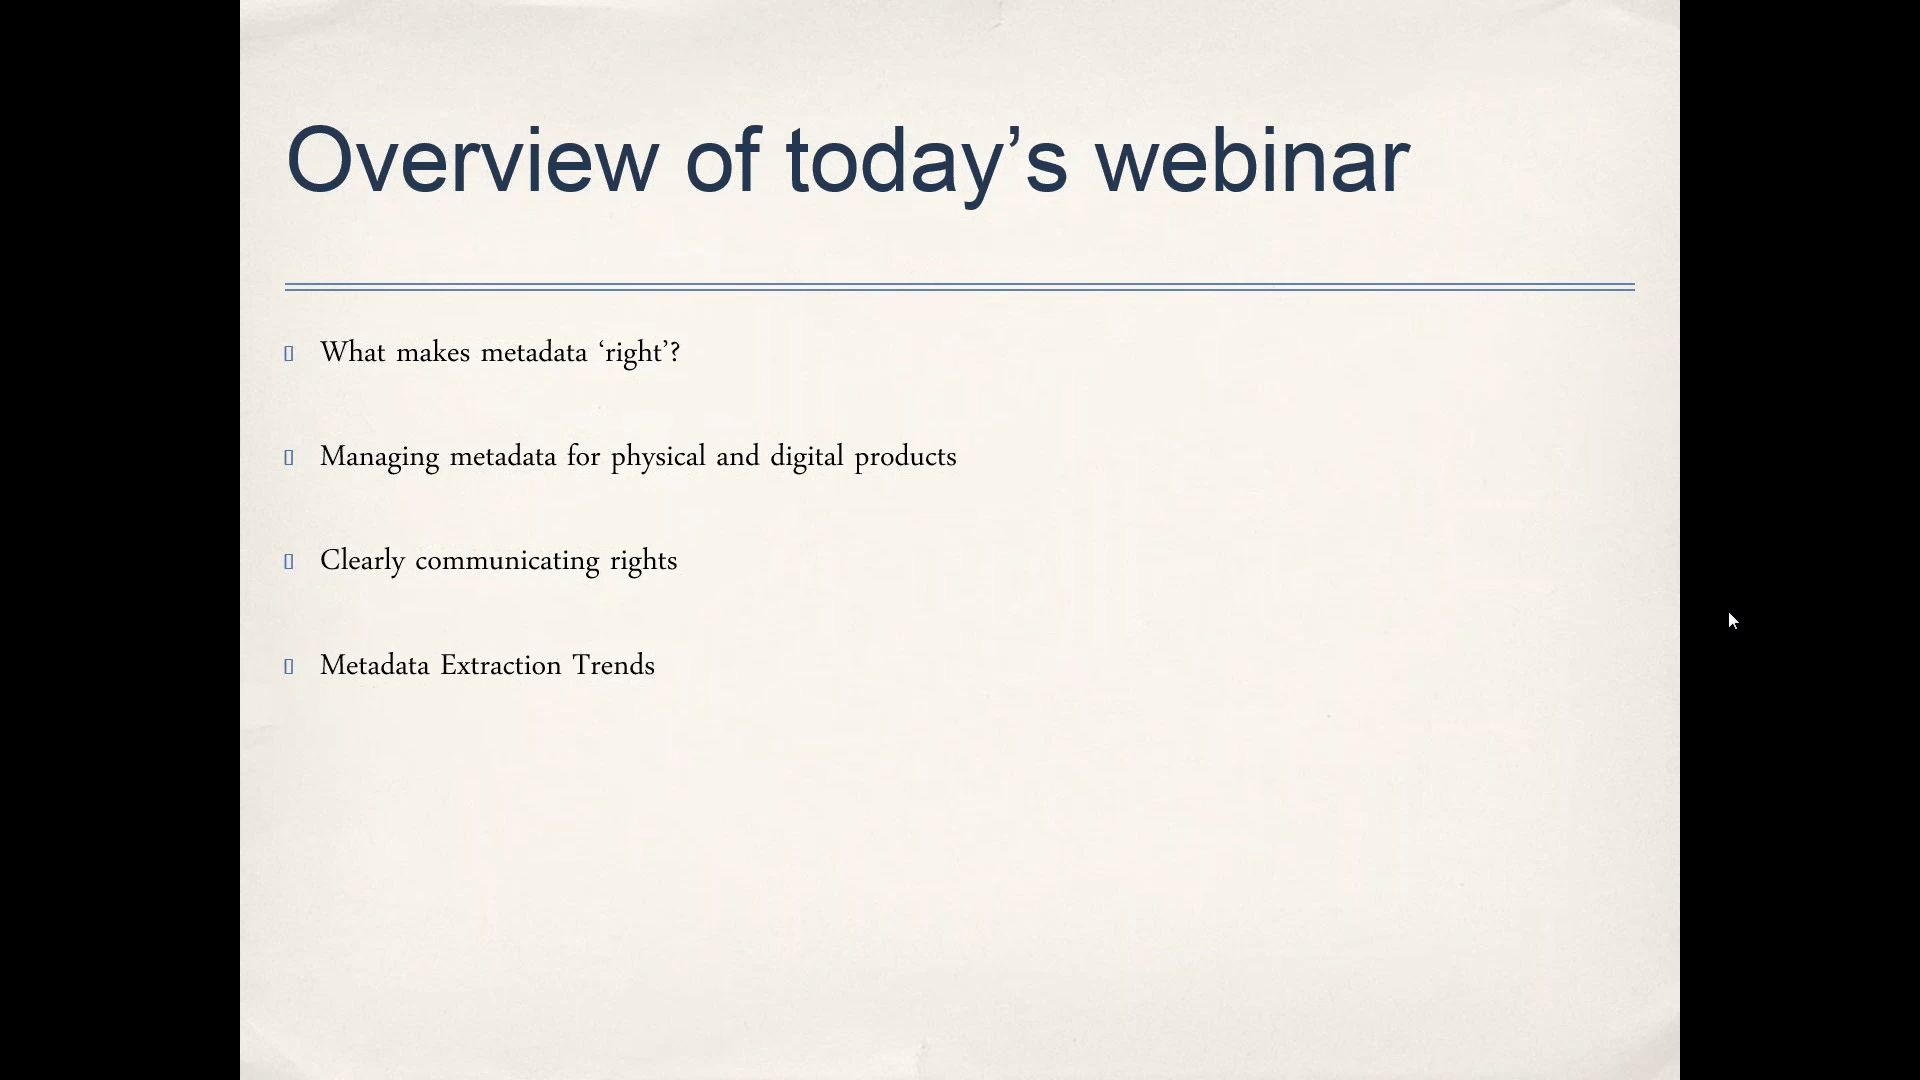 Overview of today’s webinar
What makes metadata ‘right’?
Managing metadata for physical and digital products
Clearly communicating rights
Metadata Extraction Trends